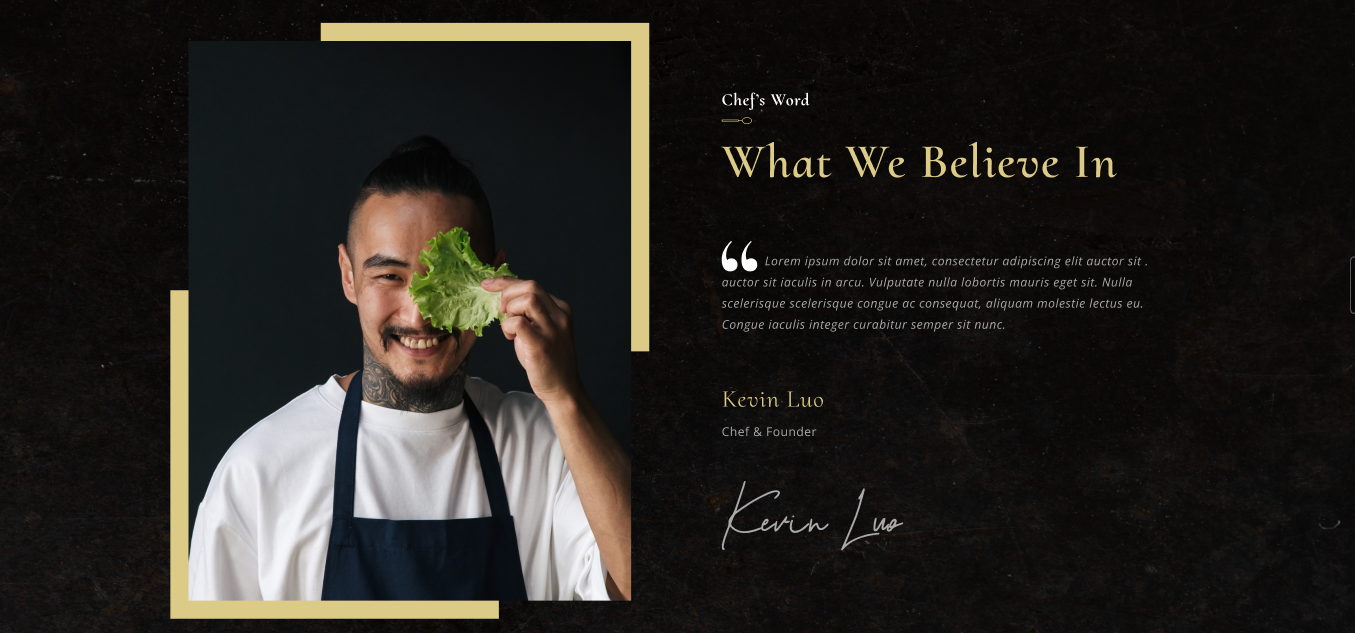 Chef's Word
What We Believe In
“ Lorem ipsum dolor sit amet, consectetur adipiscing elit auctor sit .
auctor sit iaculis in arcu. Vulputate nulla lobortis mauris eget sit. Nulla
scelerisque scelerisque congue ac consequat, aliquam molestie lectus eu.
Congue iaculis integer curabitur semper sit nunc.
Kevin Luo
Chef & Founder
Kevin Luo